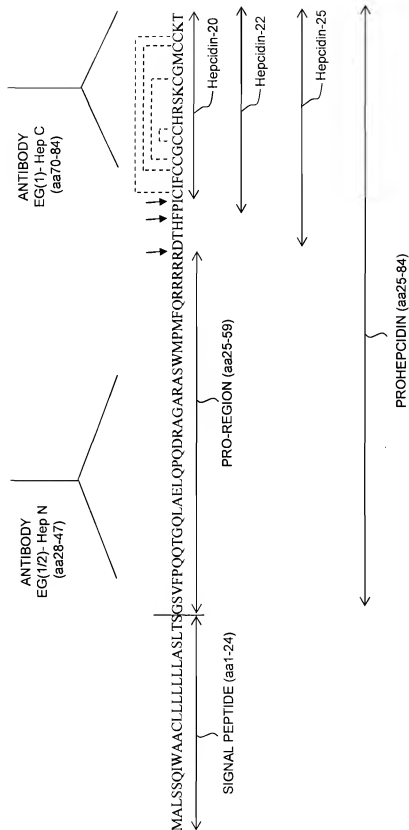 ANTIBODY
EG(1/2)- Hep N
(aa28-47)
ANTIBODY
EG(1)- Hep C
(aa70-84)
MALSSQIWAACLLLLLLLASLTSGSVFPQQTGQLAELQPQDRAGARASWMPMFQRRRRRDTHFPICIFCCGCCHRSKCGMCCKT
SIGNAL PEPTIDE (aa1-24)
PRO-REGION (aa25-59)
Hepcidin-20
Hepcidin-22
Hepcidin-25
PROHEPCIDIN (aa25-84)